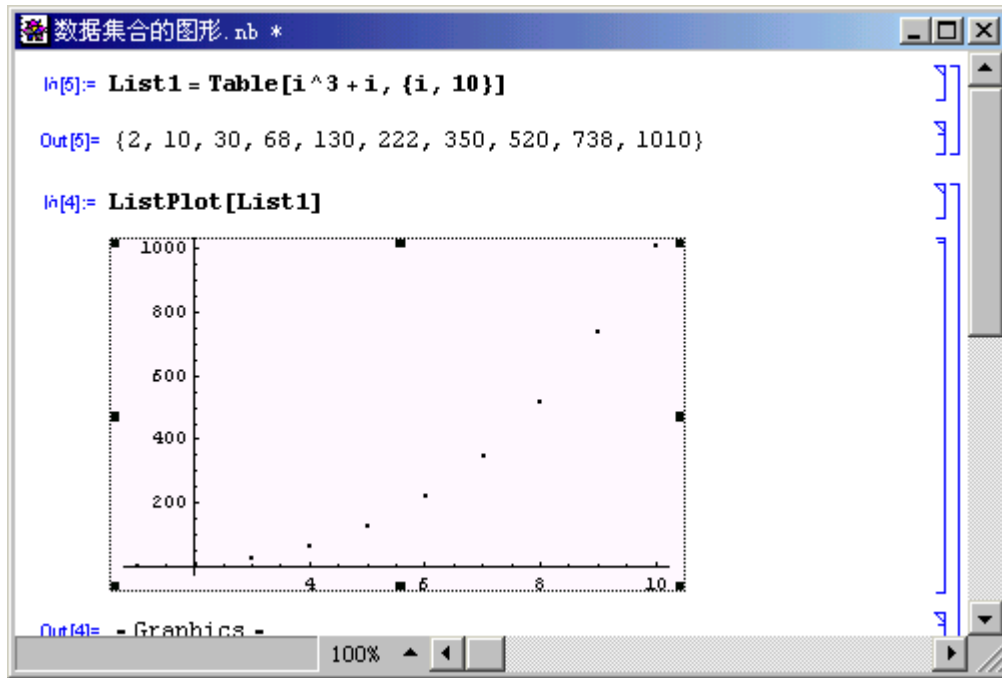 数据集合的图形.nb *
In[5]:= List1 = Table[i^3 + i, {i, 10}]
Out[5]= {2, 10, 30, 68, 130, 222, 350, 520, 738, 1010}
In[4]:= ListPlot[List1]
1000
800
600
400
200
4 6 8 10
Out[4]= - Graphics -
100%